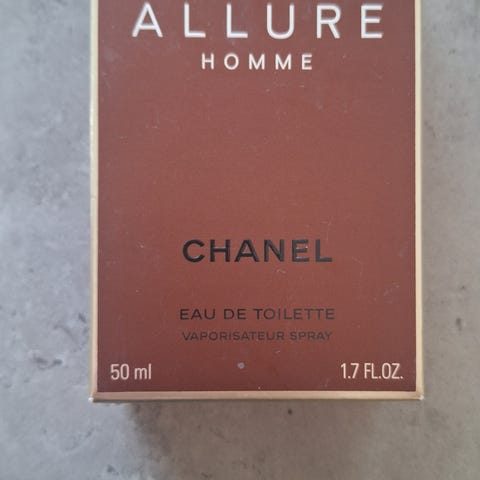 ALLURE
HOMME
CHANEL
EAU DE TOILETTE
VAPORISATEUR SPRAY
50 ml 1.7 FL.OZ.